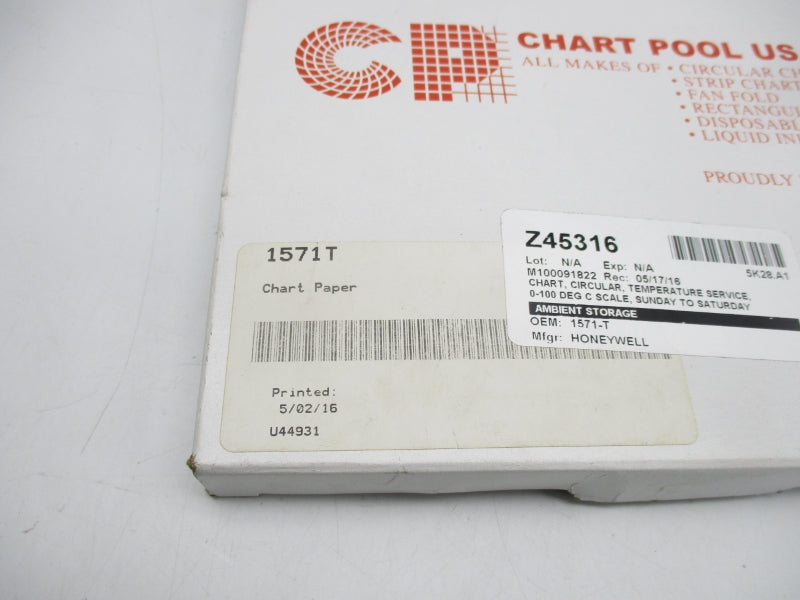 CHART POOL US
ALL MAKES OF • CIRCULAR CH
• STRIP CHART
• FAN FOLD
• RECTANGUL
• DISPOSABL
• LIQUID IN
PROUDLY
1571T
Chart Paper
Printed:
5/02/16
U44931
Z45316
Lot: N/A Exp: N/A
M100091822 Rec: 05/17/16
5K28.A1
CHART, CIRCULAR, TEMPERATURE SERVICE,
0-100 DEG C SCALE, SUNDAY TO SATURDAY
AMBIENT STORAGE
OEM: 1571-T
Mfgr: HONEYWELL